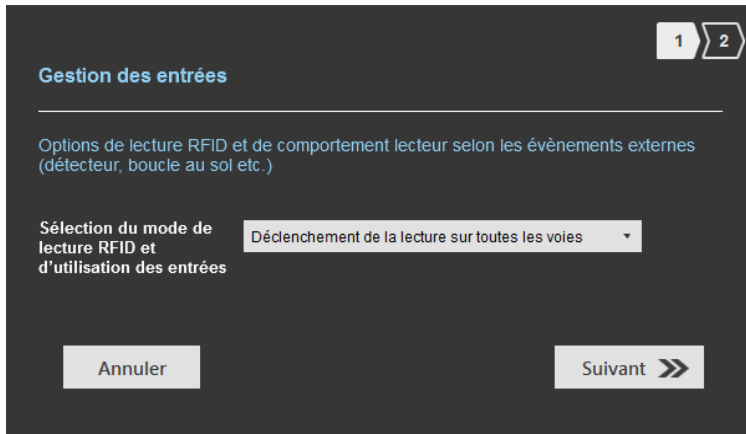 1 2
Gestion des entrées
Options de lecture RFID et de comportement lecteur selon les évènements externes
(détecteur, boucle au sol etc.)
Sélection du mode de
lecture RFID et
d'utilisation des entrées
Déclenchement de la lecture sur toutes les voies
Annuler
Suivant